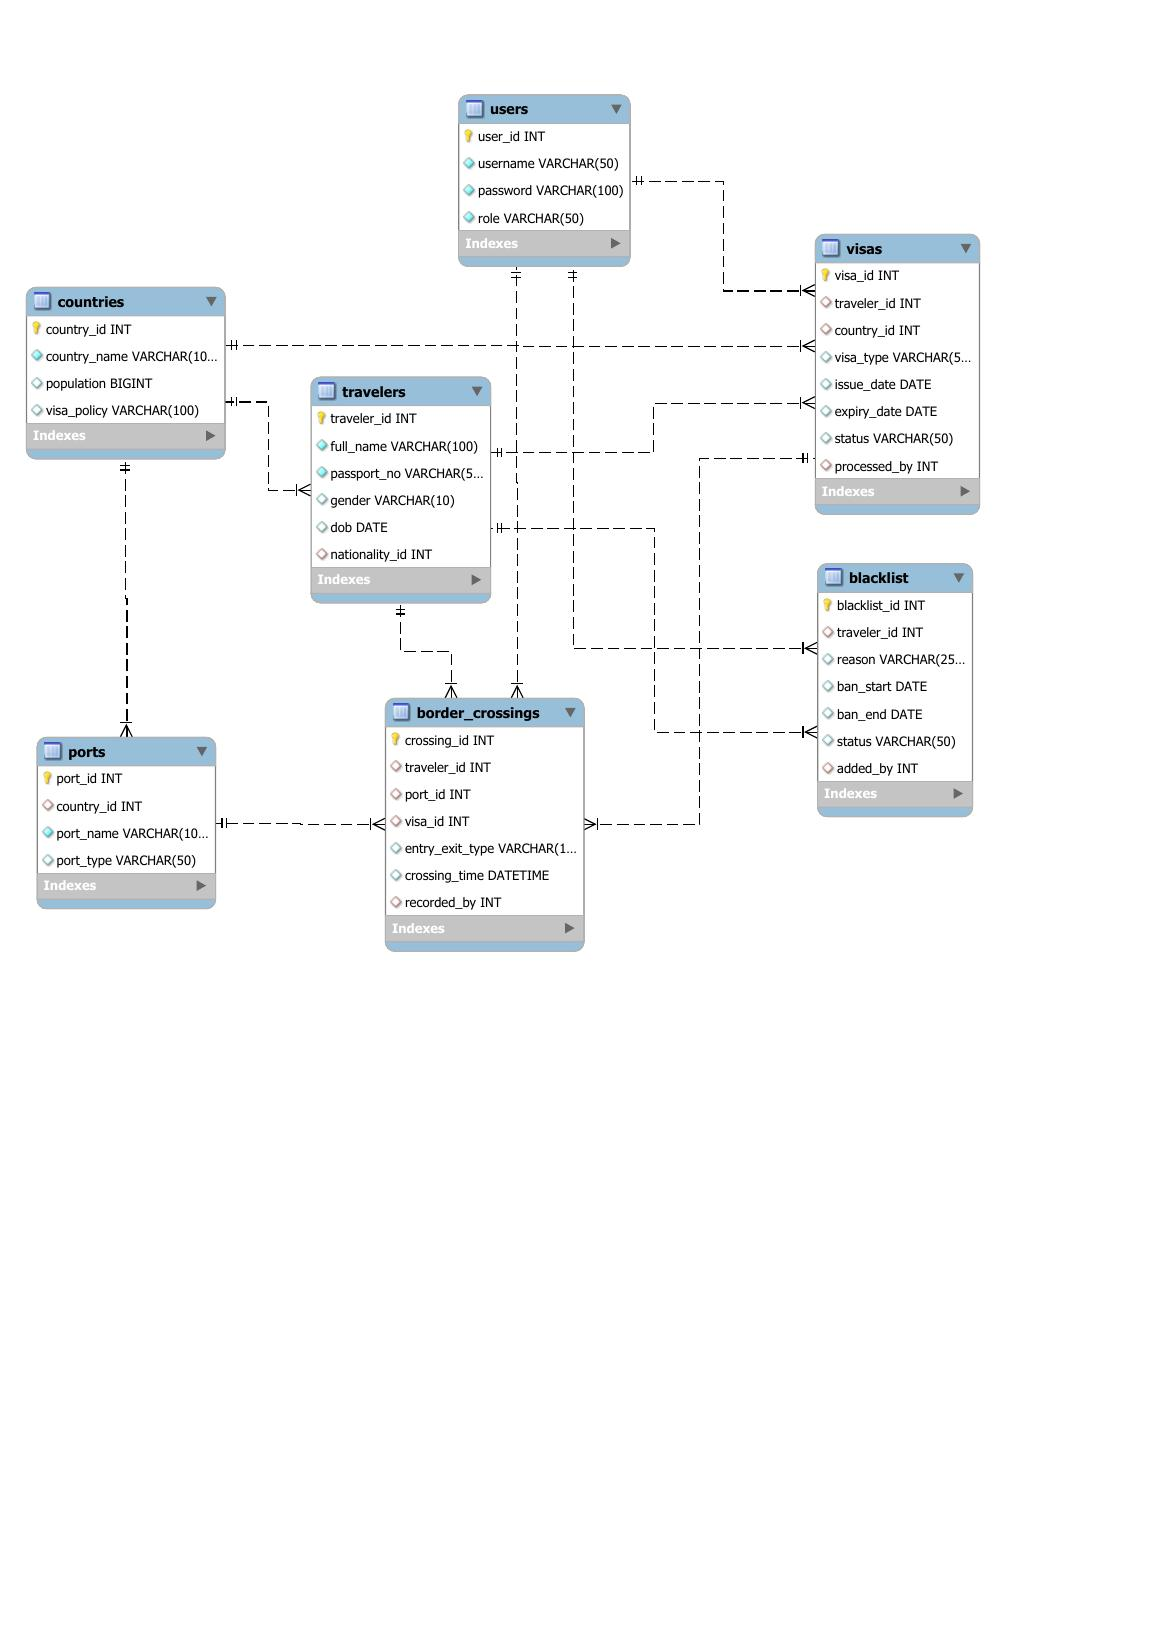 users
user_id INT
username VARCHAR(50)
password VARCHAR(100)
role VARCHAR(50)
Indexes
visas
visa_id INT
traveler_id INT
country_id INT
visa_type VARCHAR(5...
issue_date DATE
expiry_date DATE
status VARCHAR(50)
processed_by INT
Indexes
countries
country_id INT
country_name VARCHAR(10...
population BIGINT
visa_policy VARCHAR(100)
Indexes
travelers
traveler_id INT
full_name VARCHAR(100)
passport_no VARCHAR(5...
gender VARCHAR(10)
dob DATE
nationality_id INT
Indexes
blacklist
blacklist_id INT
traveler_id INT
reason VARCHAR(25...
ban_start DATE
ban_end DATE
status VARCHAR(50)
added_by INT
Indexes
ports
port_id INT
country_id INT
port_name VARCHAR(10...
port_type VARCHAR(50)
Indexes
border_crossings
crossing_id INT
traveler_id INT
port_id INT
visa_id INT
entry_exit_type VARCHAR(1...
crossing_time DATETIME
recorded_by INT
Indexes